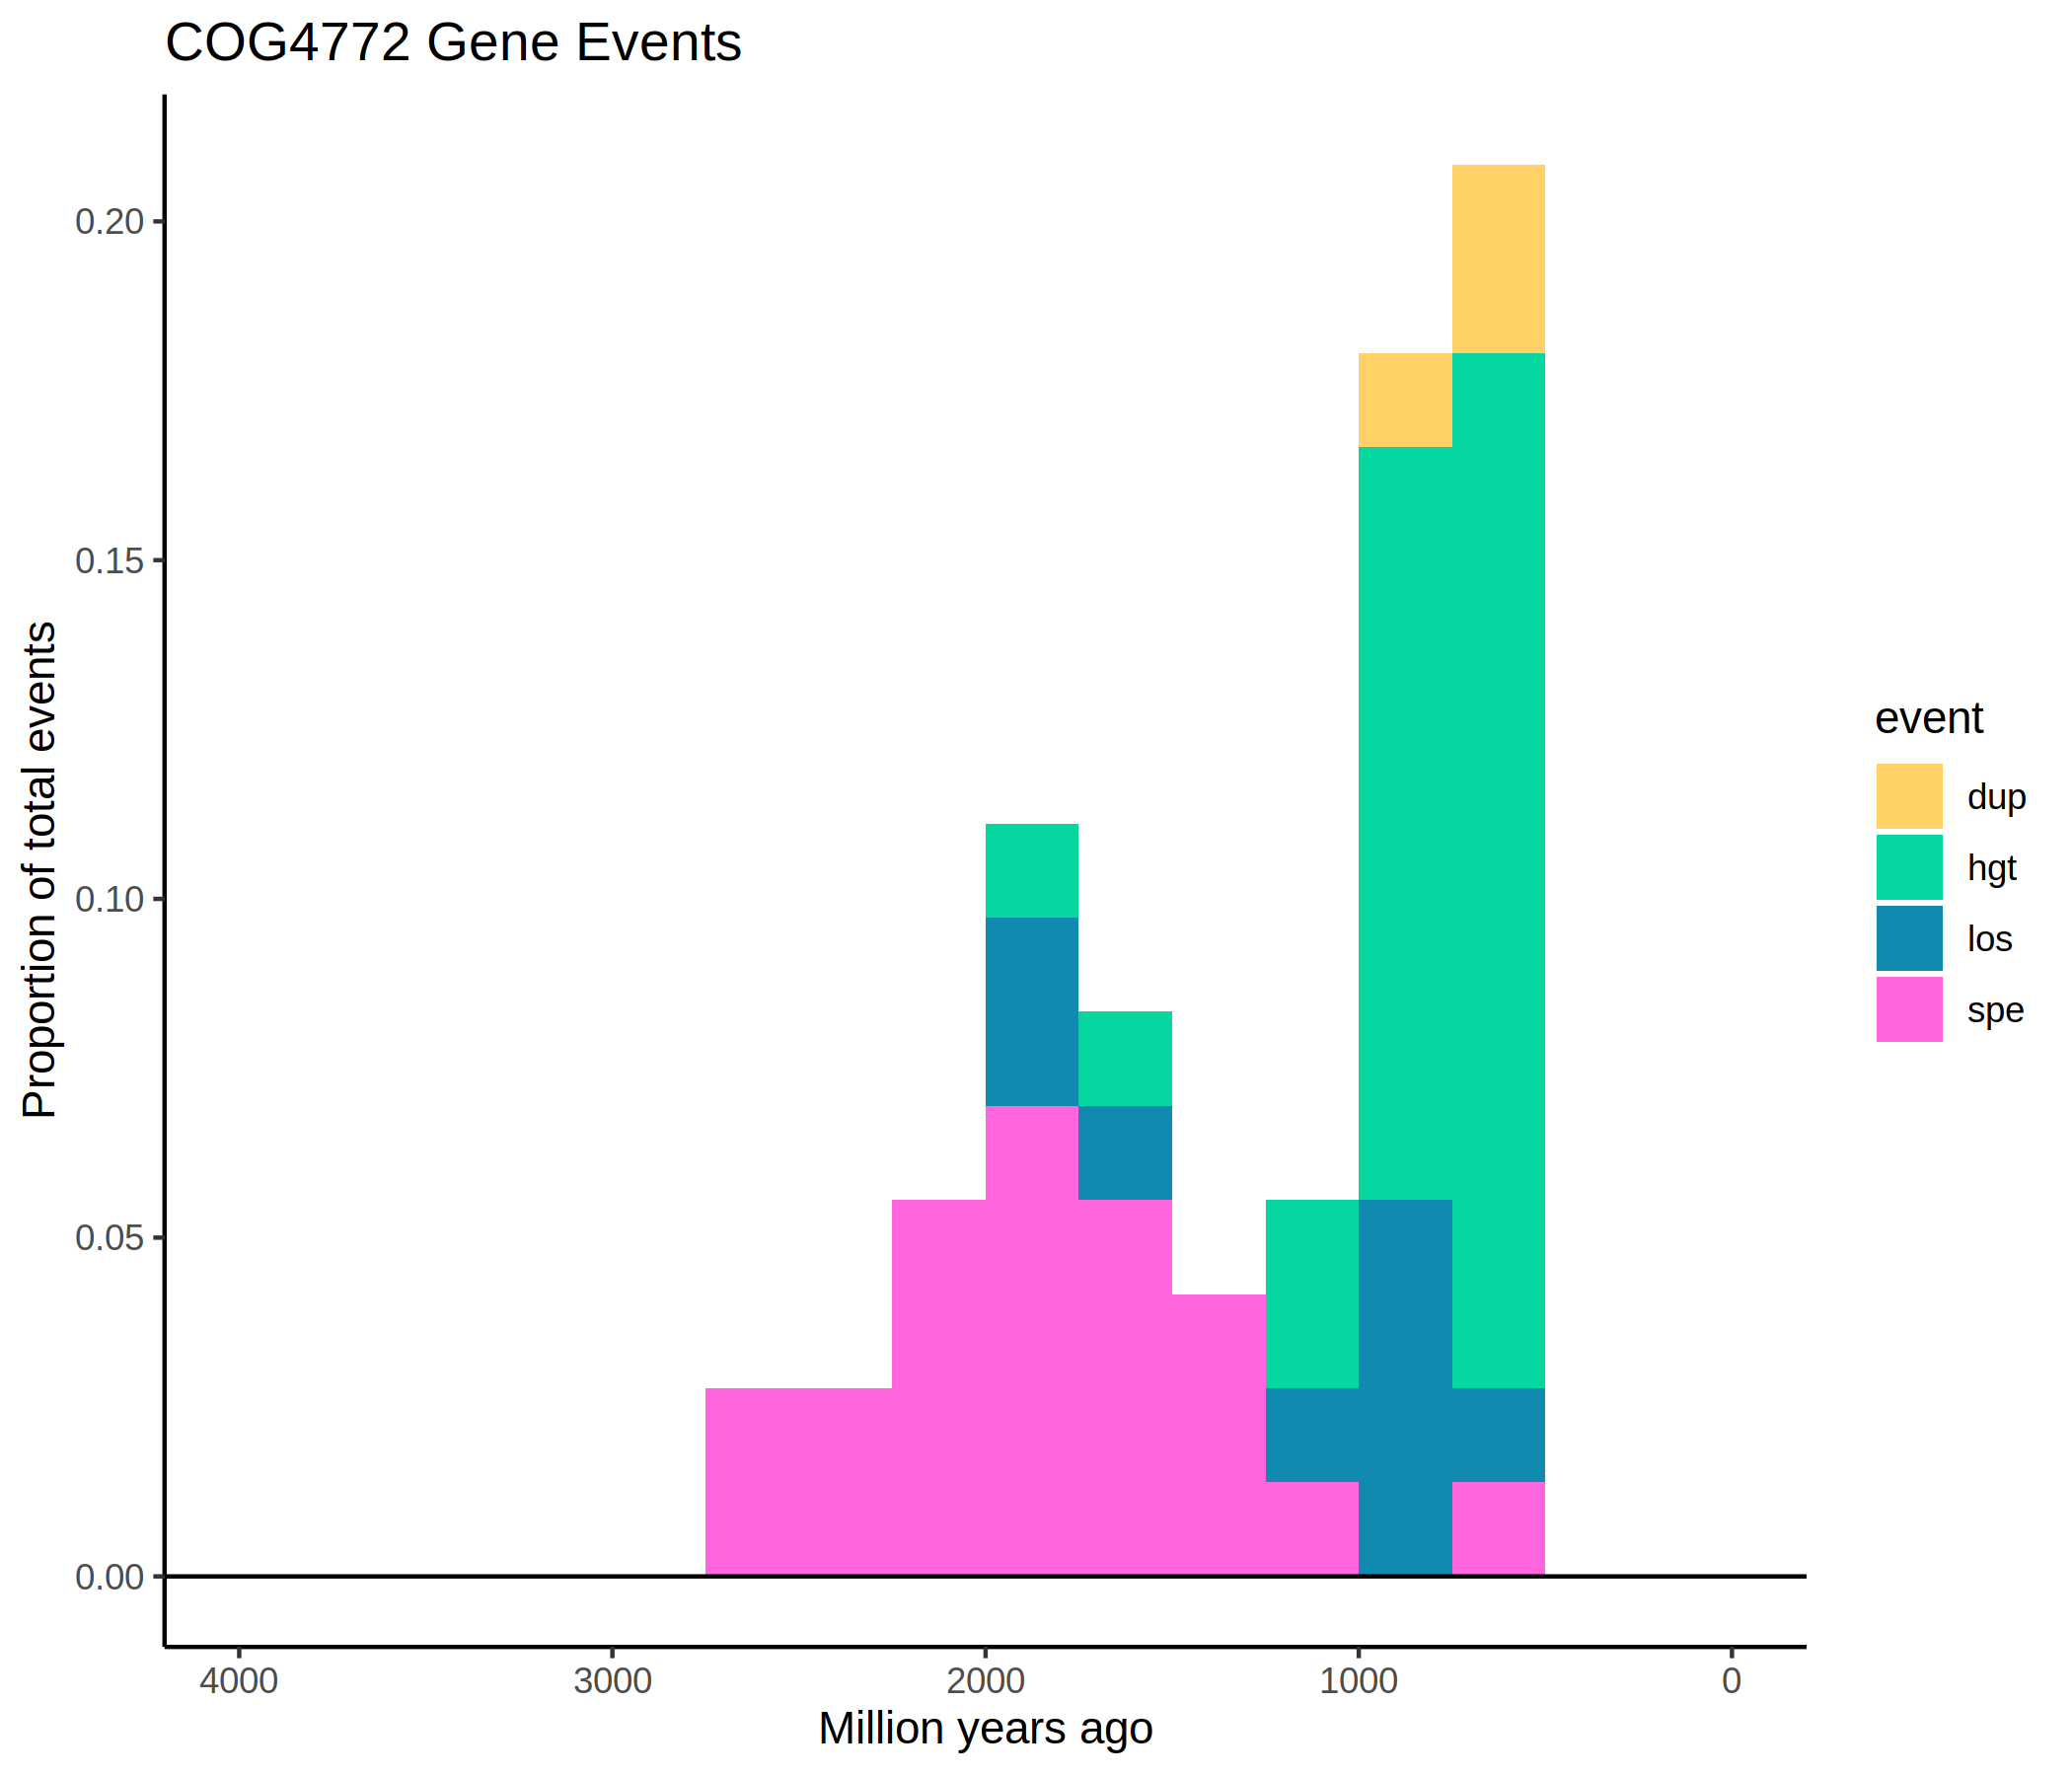 COG4772 Gene Events
Proportion of total events
0.20
0.15
0.10
0.05
0.00
4000 3000 2000 1000 0
Million years ago
event
dup
hgt
los
spe